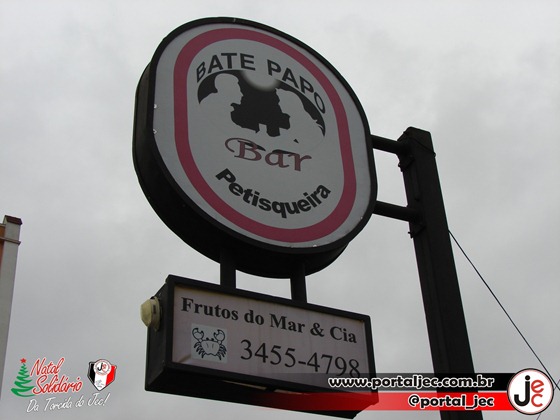 BATE PAPO
Bar
Petisqueira
Frutos do Mar & Cia
3455-4798
www.portaljec.com.br
@portal_jec
jec
Natal
Solidário
Da Torcida do Jec!